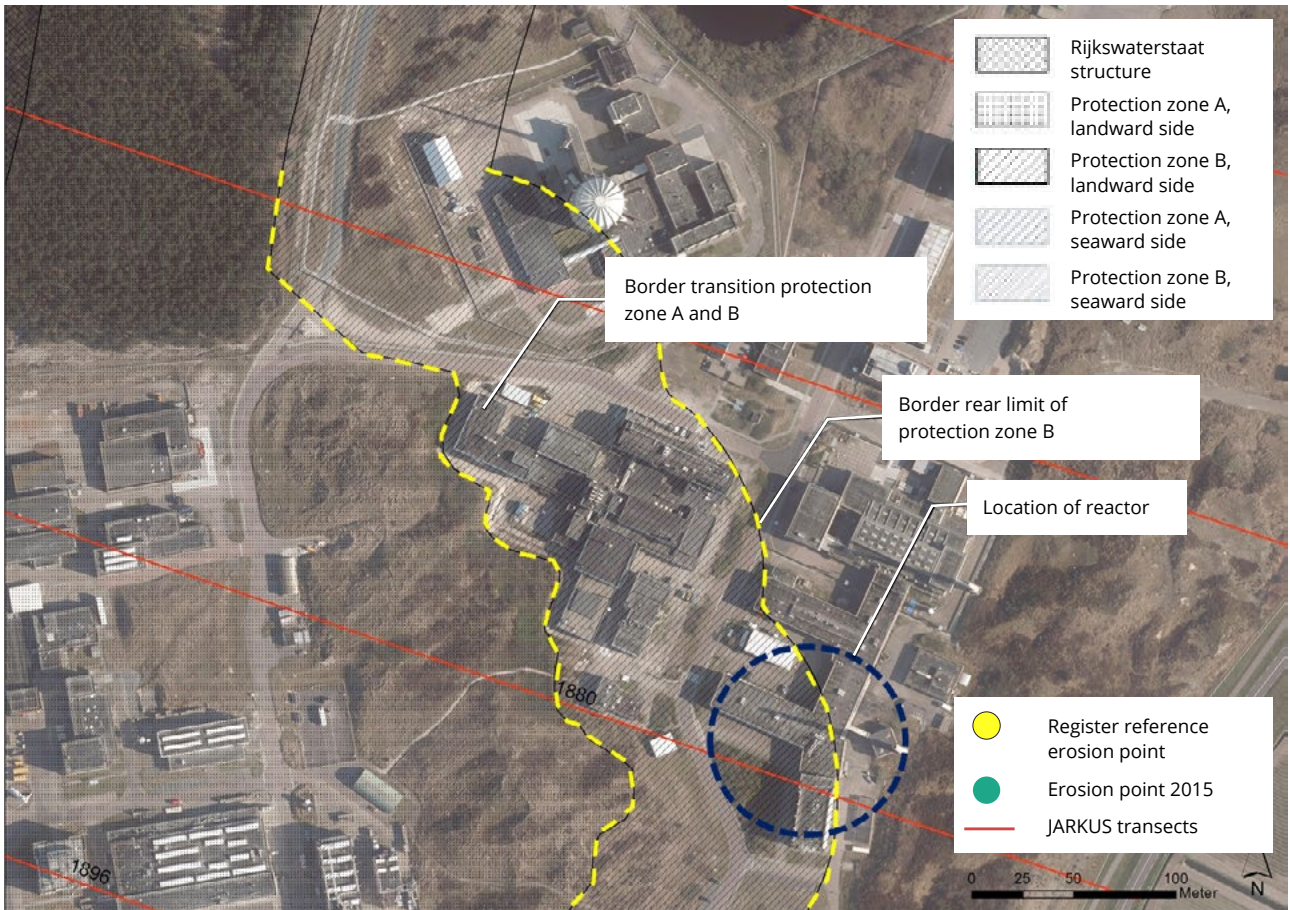 Rijkswaterstaat
structure
Protection zone A,
landward side
Protection zone B,
landward side
Protection zone A,
seaward side
Protection zone B,
seaward side
Border transition protection
zone A and B
Border rear limit of
protection zone B
Location of reactor
1880
1896
Register reference
erosion point
Erosion point 2015
JARKUS transects
0 25 50 100
Meter
N